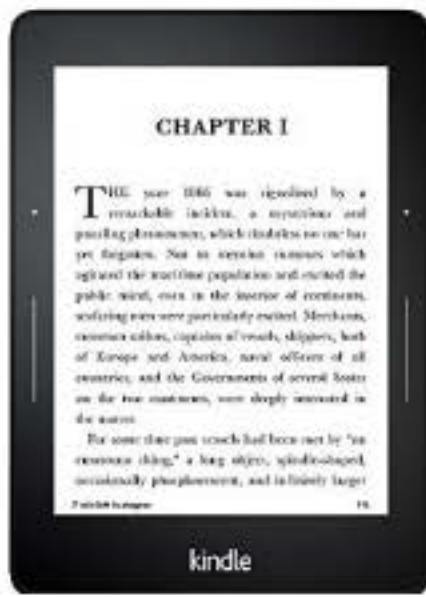 CHAPTER I
THE year 1866 was signalised by a
remarkable incident, a mysterious and
puzzling phenomenon, which doubtless no one has
yet forgotten. Not to mention rumours which
agitated the maritime population and excited the
public mind, even in the interior of continents,
seafaring men were particularly excited. Merchants,
common sailors, captains of vessels, skippers, both
of Europe and America, naval officers of all
countries, and the Governments of several States
on the two continents, were deeply interested in
the matter.
For some time past vessels had been met by "an
enormous thing," a long object, spindle-shaped,
occasionally phosphorescent, and infinitely larger
kindle